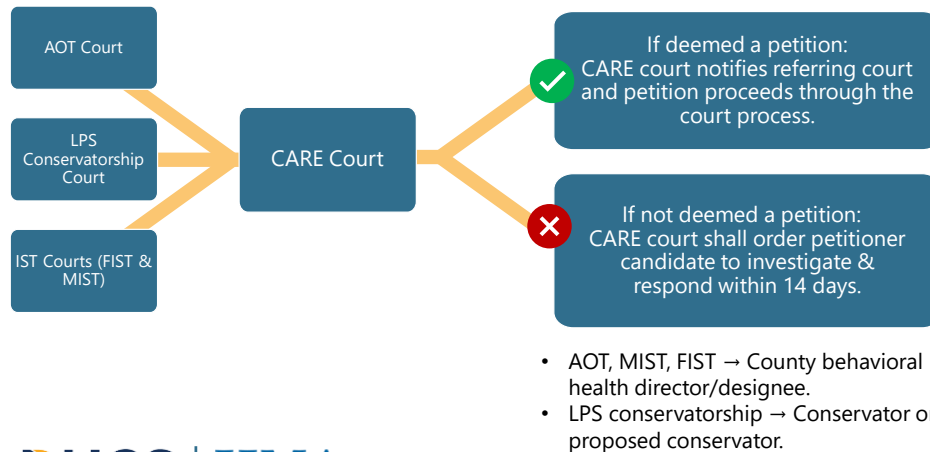 AOT Court
LPS
Conservatorship
Court
IST Courts (FIST &
MIST)
CARE Court
If deemed a petition:
CARE court notifies referring court
and petition proceeds through the
court process.
If not deemed a petition:
CARE court shall order petitioner
candidate to investigate &
respond within 14 days.
• AOT, MIST, FIST → County behavioral
health director/designee.
• LPS conservatorship → Conservator or
proposed conservator.